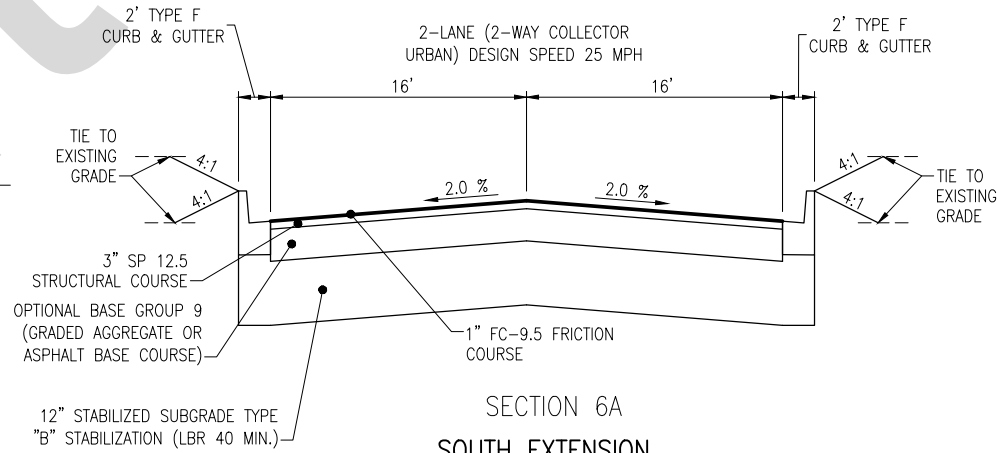 2' TYPE F
CURB & GUTTER
2-LANE (2-WAY COLLECTOR
URBAN) DESIGN SPEED 25 MPH
2' TYPE F
CURB & GUTTER
16'
16'
TIE TO
EXISTING
GRADE
4:1
4:1
2.0 %
2.0 %
4:1
4:1
TIE TO
EXISTING
GRADE
3" SP 12.5
STRUCTURAL COURSE
OPTIONAL BASE GROUP 9
(GRADED AGGREGATE OR
ASPHALT BASE COURSE)
1" FC-9.5 FRICTION
COURSE
12" STABILIZED SUBGRADE TYPE
"B" STABILIZATION (LBR 40 MIN.)
SECTION 6A
SOUTH EXTENSION